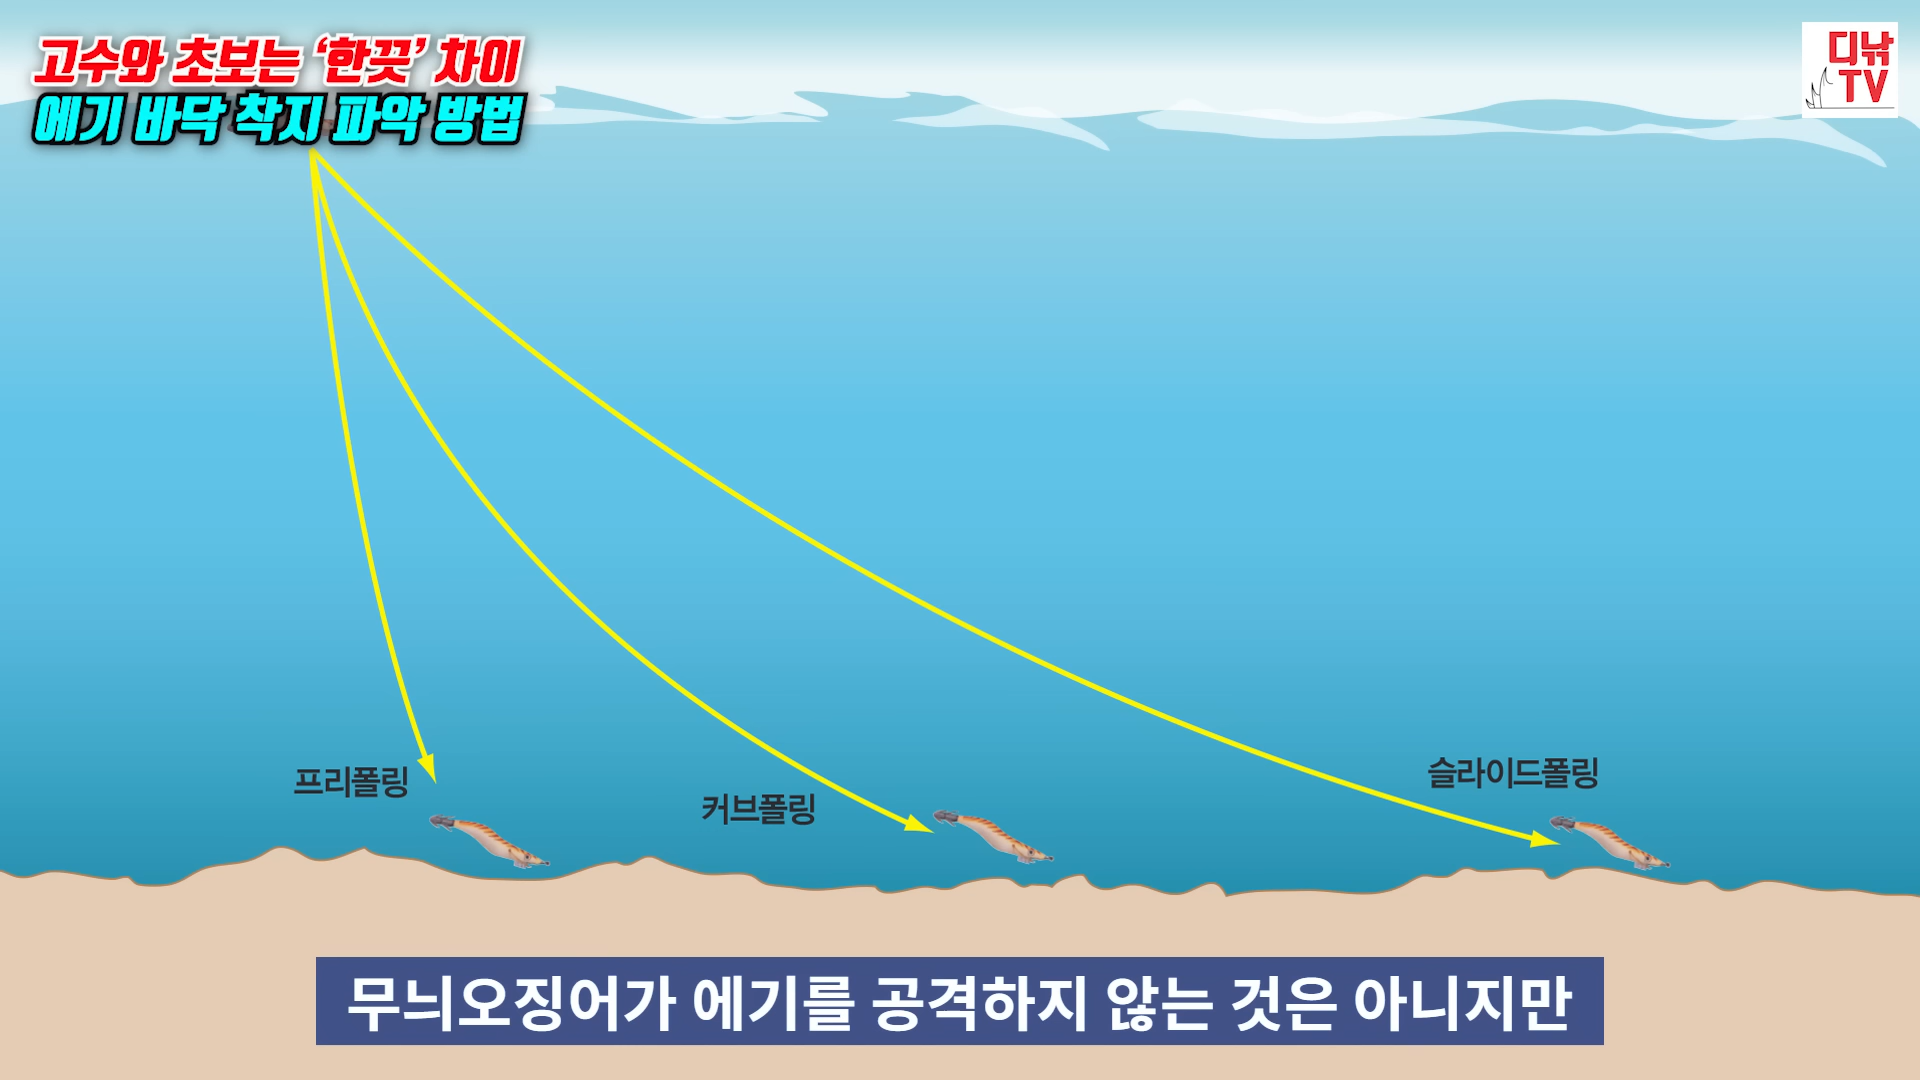 고수와 초보는 ‘한끗’ 차이
에기 바닥 착지 파악 방법
디낚
TV
프리폴링
커브폴링
슬라이드폴링
무늬오징어가 에기를 공격하지 않는 것은 아니지만